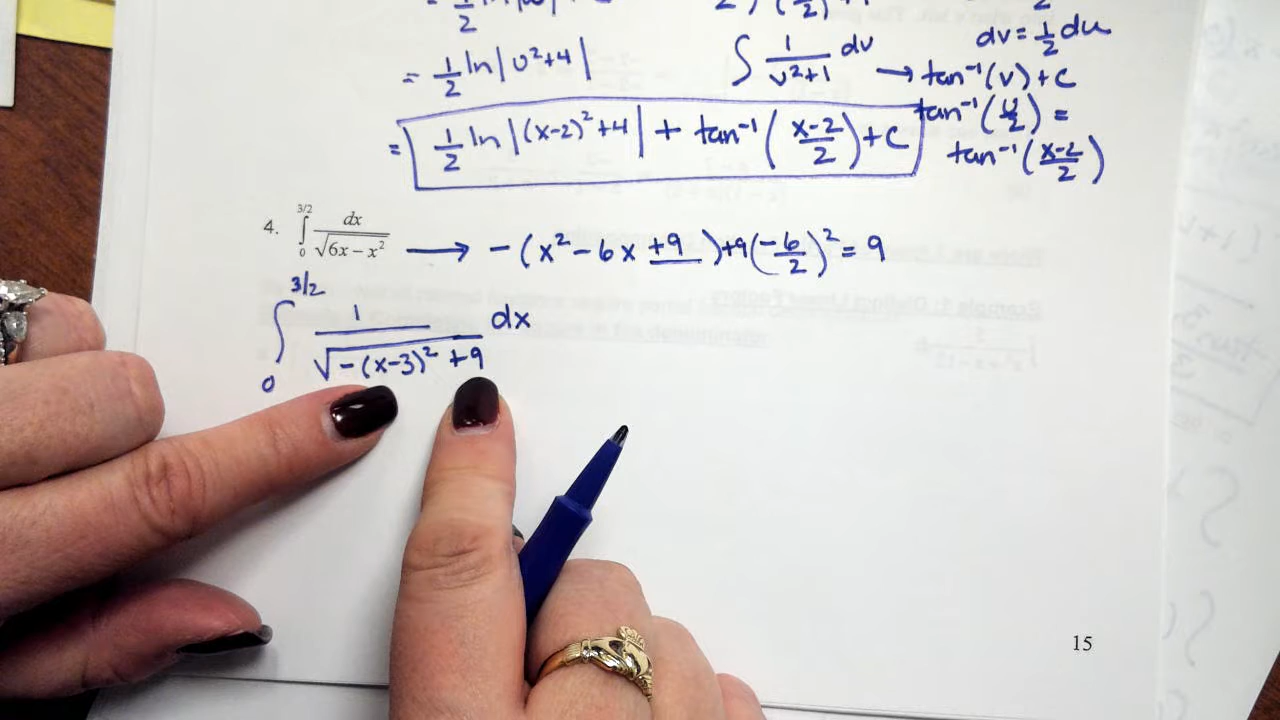 = 1/2 ln|u²+4|
∫ 1/(v²+1) dv → tan⁻¹(v)+C
dv = 1/2 du
tan⁻¹(u/2) =
tan⁻¹((x-2)/2)
= 1/2 ln|(x-2)²+4| + tan⁻¹((x-2)/2)+C
4. ∫₀^{3/2} dx/√(6x − x²) → -(x² - 6x +9 )+9 (-6/2)² = 9
∫₀^{3/2} 1/√(-(x-3)² +9) dx
15